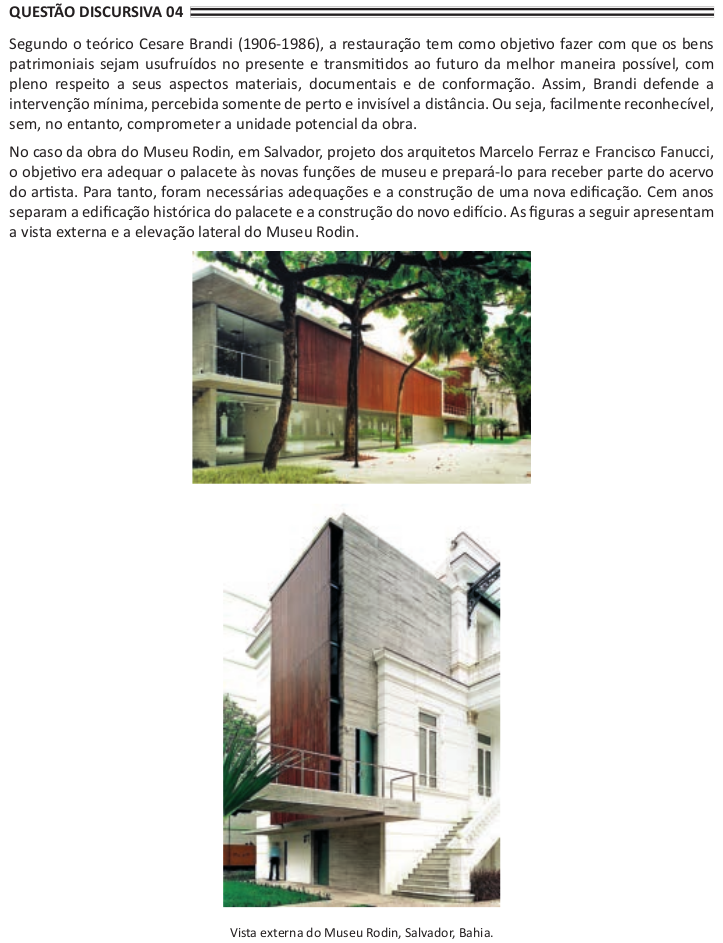 QUESTÃO DISCURSIVA 04
Segundo o teórico Cesare Brandi (1906-1986), a restauração tem como objetivo fazer com que os bens
patrimoniais sejam usufruídos no presente e transmitidos ao futuro da melhor maneira possível, com
pleno respeito a seus aspectos materiais, documentais e de conformação. Assim, Brandi defende a
intervenção mínima, percebida somente de perto e invisível a distância. Ou seja, facilmente reconhecível,
sem, no entanto, comprometer a unidade potencial da obra.
No caso da obra do Museu Rodin, em Salvador, projeto dos arquitetos Marcelo Ferraz e Francisco Fanucci,
o objetivo era adequar o palacete às novas funções de museu e prepará-lo para receber parte do acervo
do artista. Para tanto, foram necessárias adequações e a construção de uma nova edificação. Cem anos
separam a edificação histórica do palacete e a construção do novo edifício. As figuras a seguir apresentam
a vista externa e a elevação lateral do Museu Rodin.
Vista externa do Museu Rodin, Salvador, Bahia.